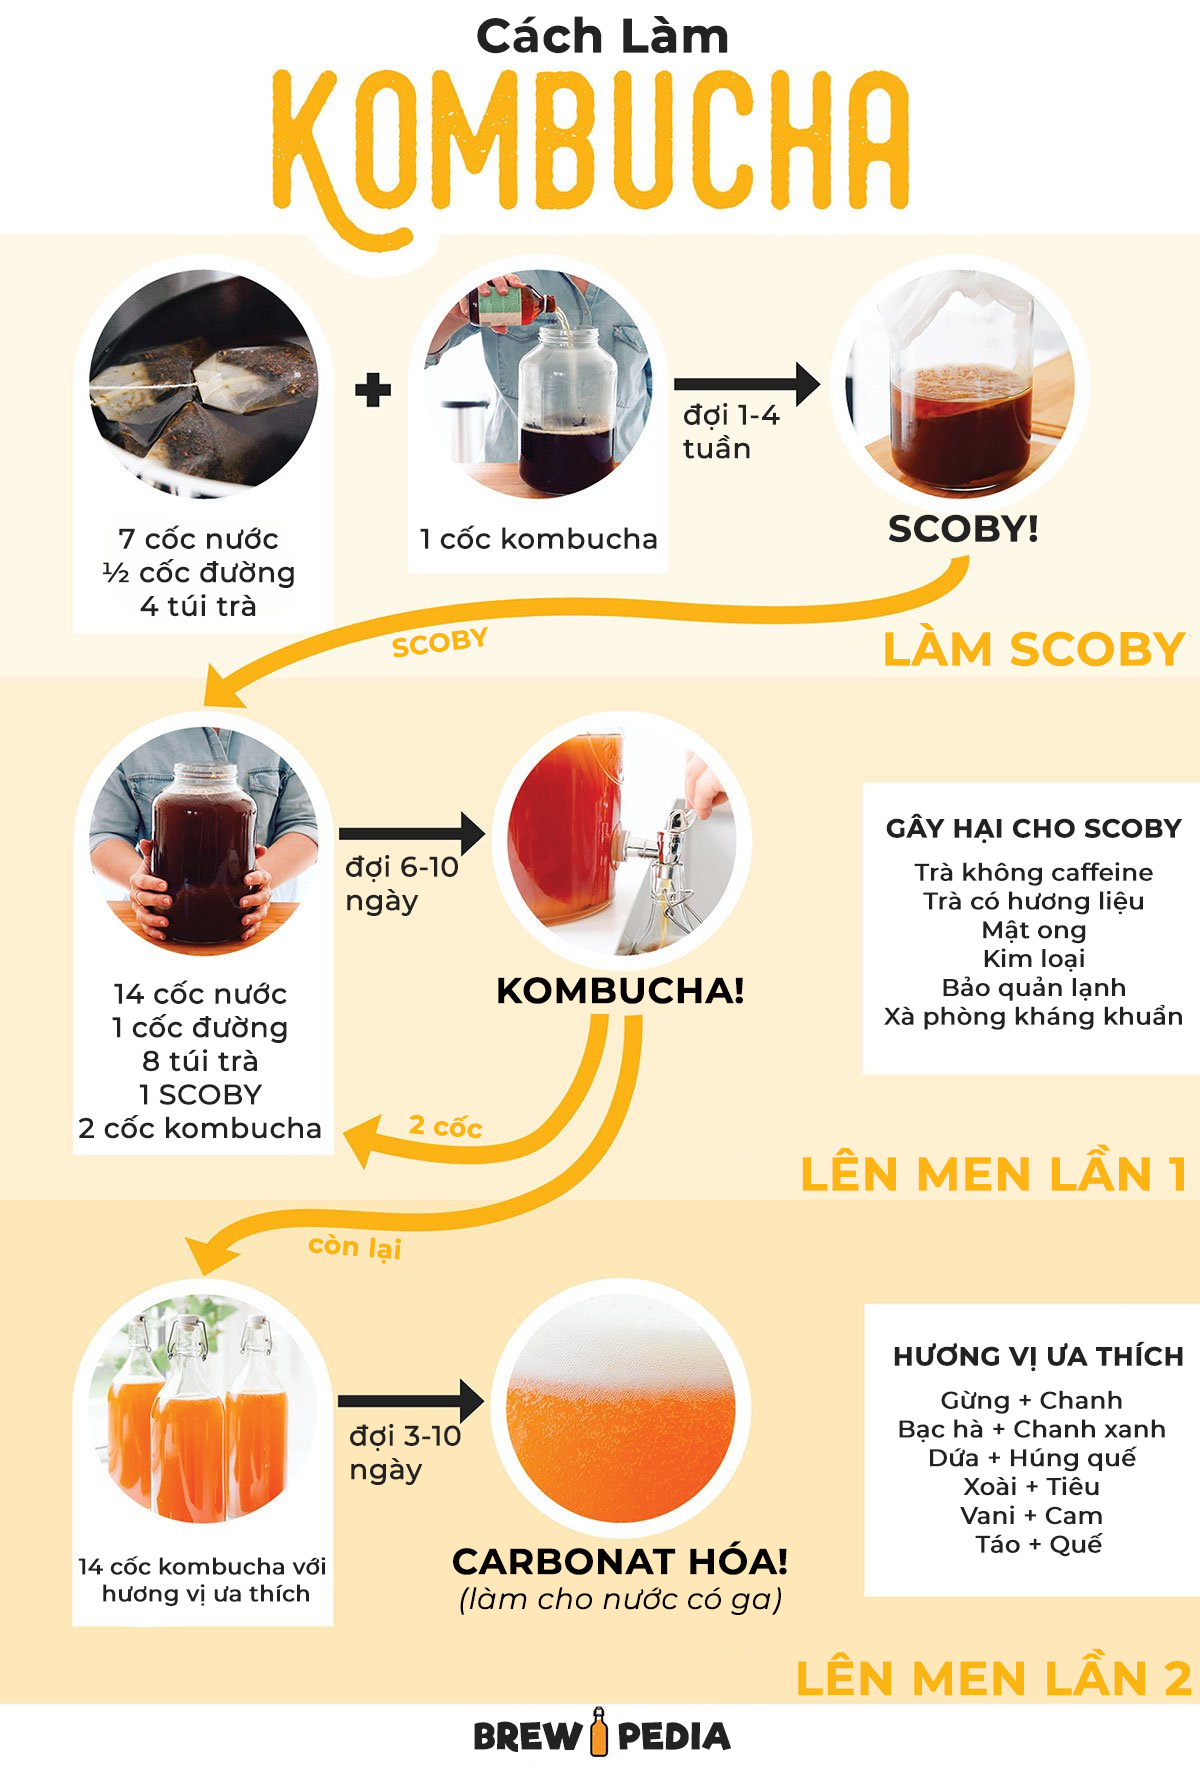 Cách Làm
KOMBUCHA
7 cốc nước
½ cốc đường
4 túi trà
1 cốc kombucha
đợi 1-4
tuần
SCOBY!
SCOBY
LÀM SCOBY
14 cốc nước
1 cốc đường
8 túi trà
1 SCOBY
2 cốc kombucha
đợi 6-10
ngày
KOMBUCHA!
2 cốc
còn lại
GÂY HẠI CHO SCOBY
Trà không caffeine
Trà có hương liệu
Mật ong
Kim loại
Bảo quản lạnh
Xà phòng kháng khuẩn
LÊN MEN LẦN 1
14 cốc kombucha với
hương vị ưa thích
đợi 3-10
ngày
CARBONAT HÓA!
(làm cho nước có ga)
HƯƠNG VỊ ƯA THÍCH
Gừng + Chanh
Bạc hà + Chanh xanh
Dứa + Húng quế
Xoài + Tiêu
Vani + Cam
Táo + Quế
LÊN MEN LẦN 2
BREW PEDIA